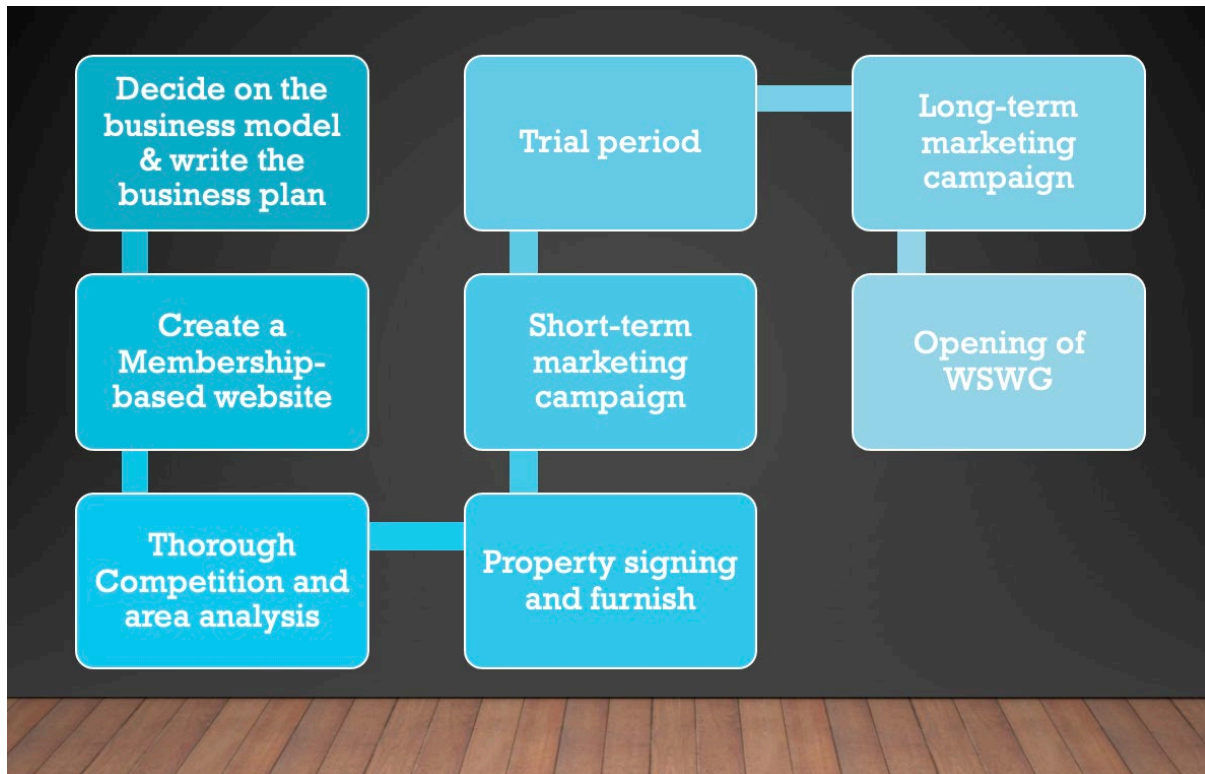 Decide on the
business model
& write the
business plan
Create a
Membership-
based website
Thorough
Competition and
area analysis
Property signing
and furnish
Short-term
marketing
campaign
Trial period
Long-term
marketing
campaign
Opening of
WSWG